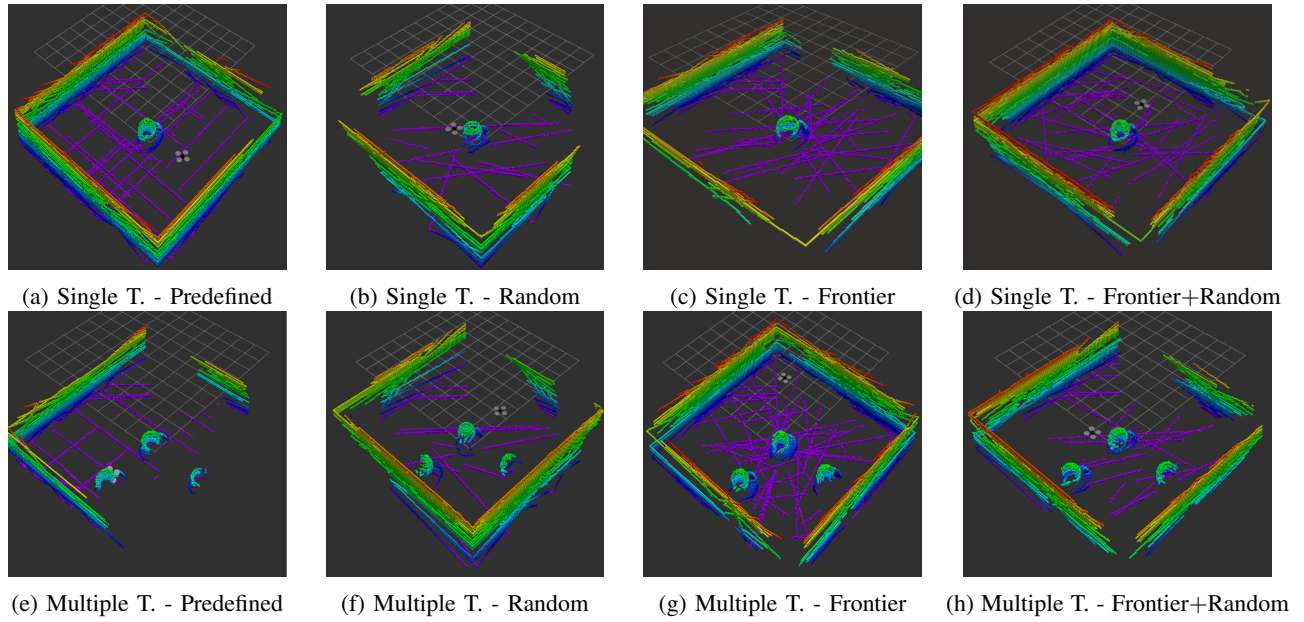 (a) Single T. - Predefined
(b) Single T. - Random
(c) Single T. - Frontier
(d) Single T. - Frontier+Random
(e) Multiple T. - Predefined
(f) Multiple T. - Random
(g) Multiple T. - Frontier
(h) Multiple T. - Frontier+Random